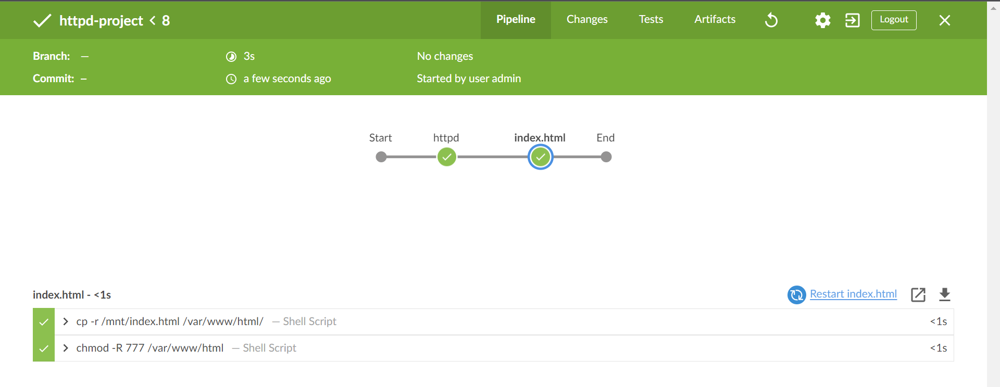 httpd-project < 8
Pipeline Changes Tests Artifacts Logout
Branch: — 3s No changes
Commit: – a few seconds ago Started by user admin
Start httpd index.html End
index.html - <1s Restart index.html
cp -r /mnt/index.html /var/www/html/ — Shell Script <1s
chmod -R 777 /var/www/html — Shell Script <1s